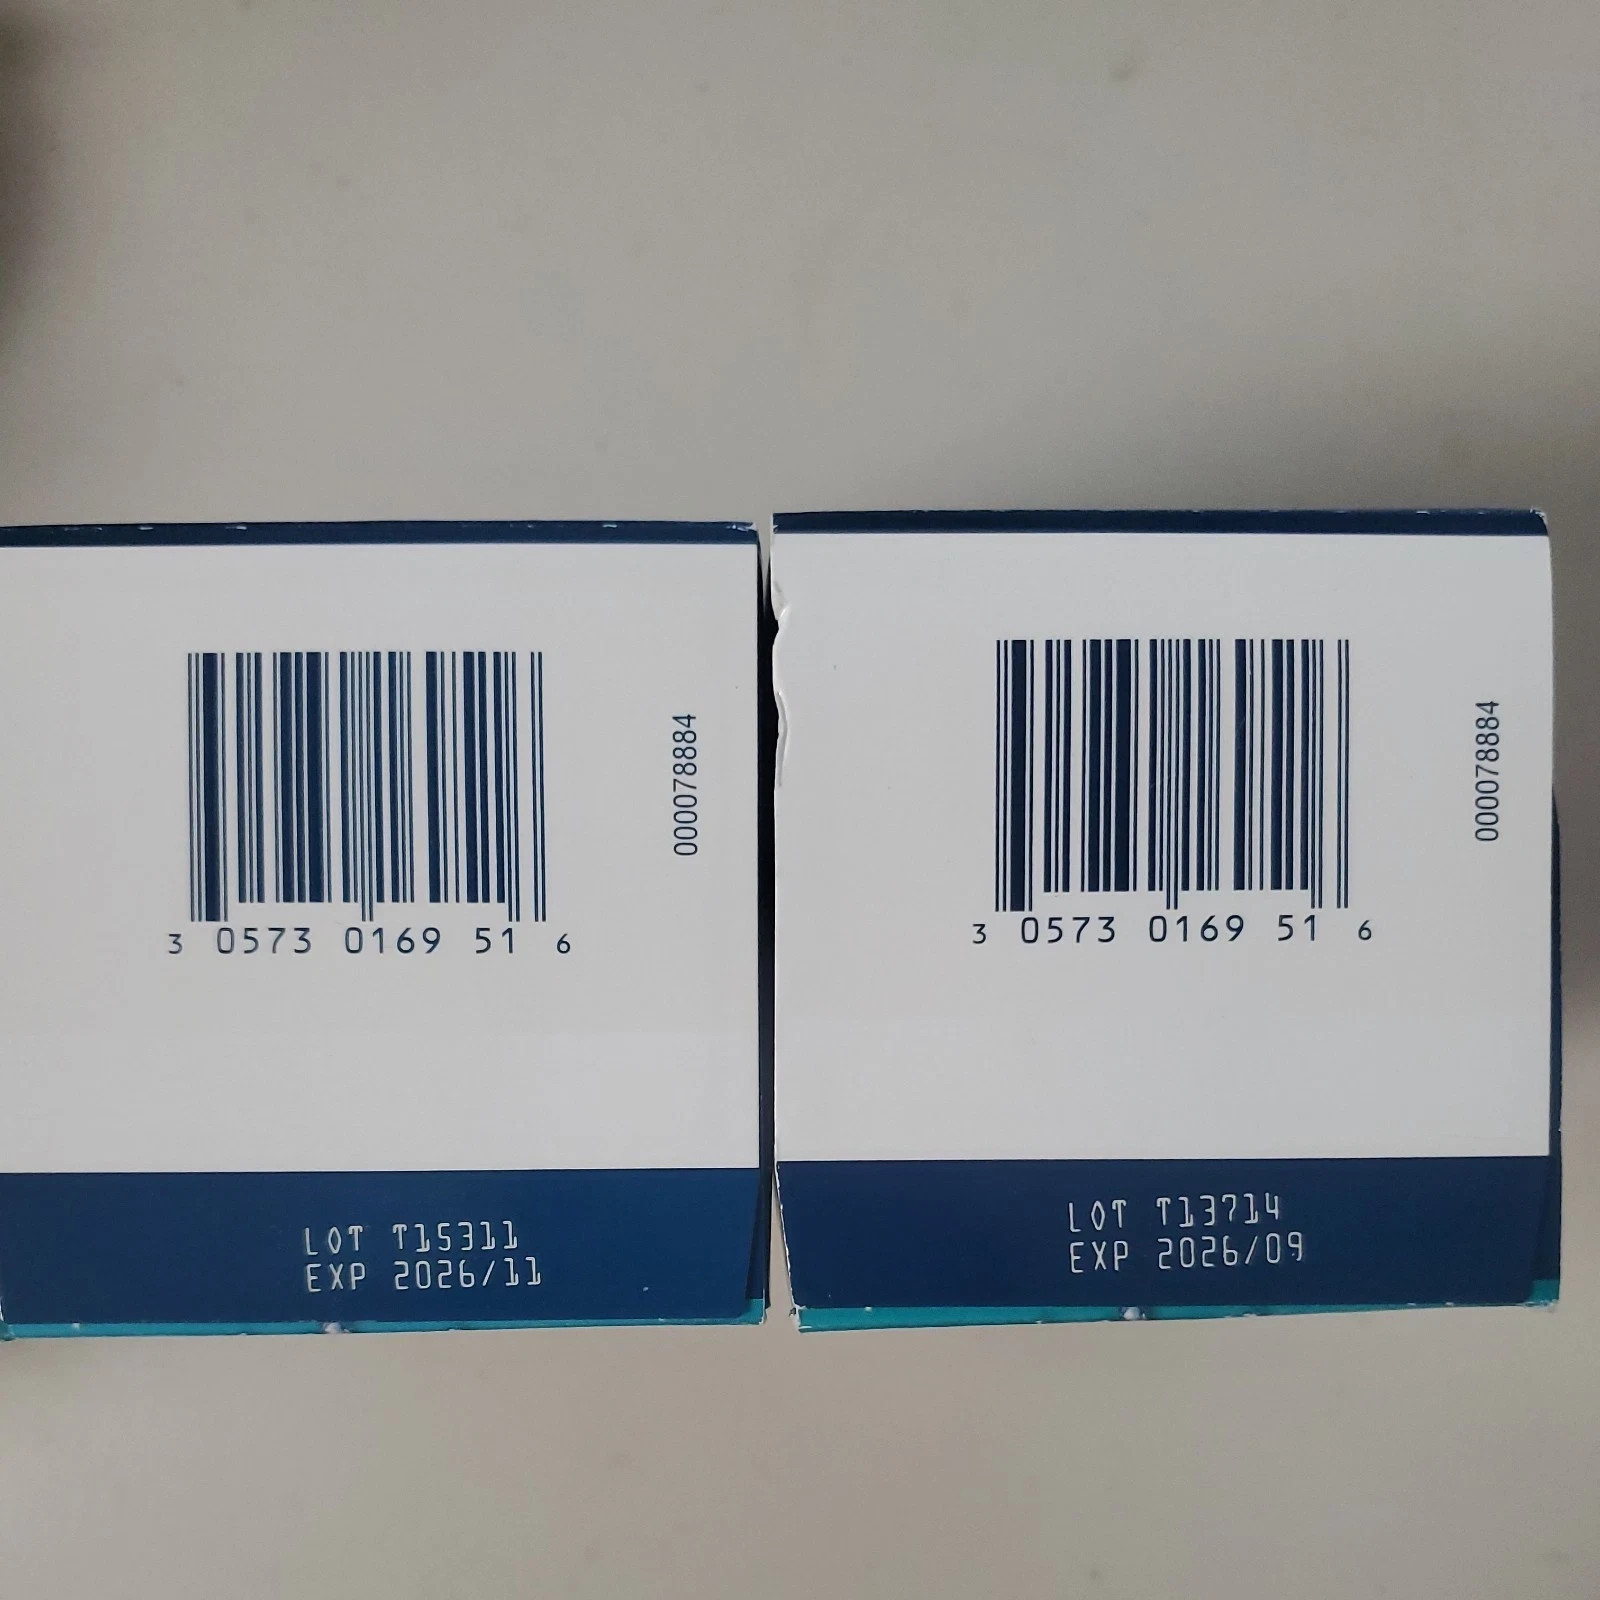 000078884
3 0573 0169 51 6
LOT T15311
EXP 2026/11
000078884
3 0573 0169 51 6
LOT T13714
EXP 2026/09